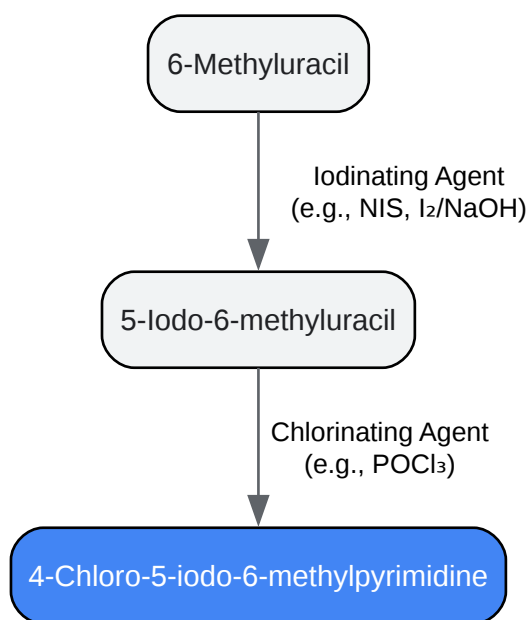 6-Methyluracil
Iodinating Agent
(e.g., NIS, I₂/NaOH)
5-Iodo-6-methyluracil
Chlorinating Agent
(e.g., POCl₃)
4-Chloro-5-iodo-6-methylpyrimidine